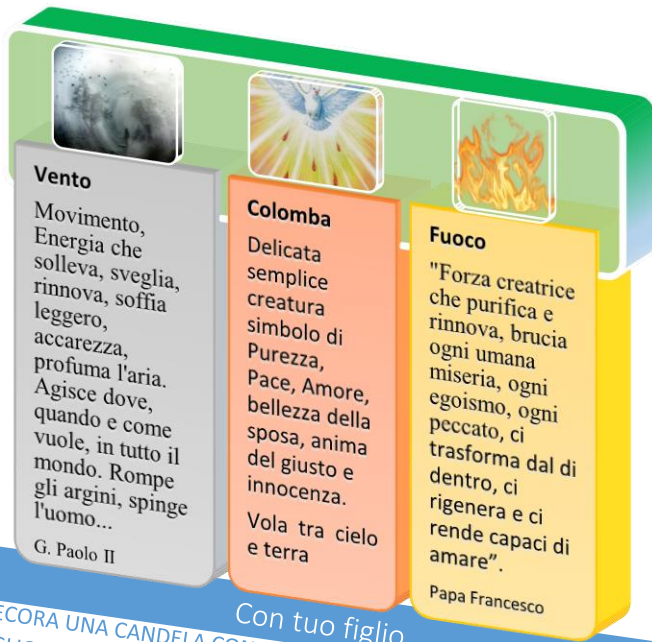 Vento
Movimento,
Energia che
solleva, sveglia,
rinnova, soffia
leggero,
accarezza,
profuma l'aria.
Agisce dove,
quando e come
vuole, in tutto il
mondo. Rompe
gli argini, spinge
l'uomo...
G. Paolo II
Colomba
Delicata
semplice
creatura
simbolo di
Purezza,
Pace, Amore,
bellezza della
sposa, anima
del giusto e
innocenza.
Vola tra cielo
e terra
Fuoco
"Forza creatrice
che purifica e
rinnova, brucia
ogni umana
miseria, ogni
egoismo, ogni
peccato, ci
trasforma dal di
dentro, ci
rigenera e ci
rende capaci di
amare”.
Papa Francesco
Con tuo figlio
UNA CANDELA